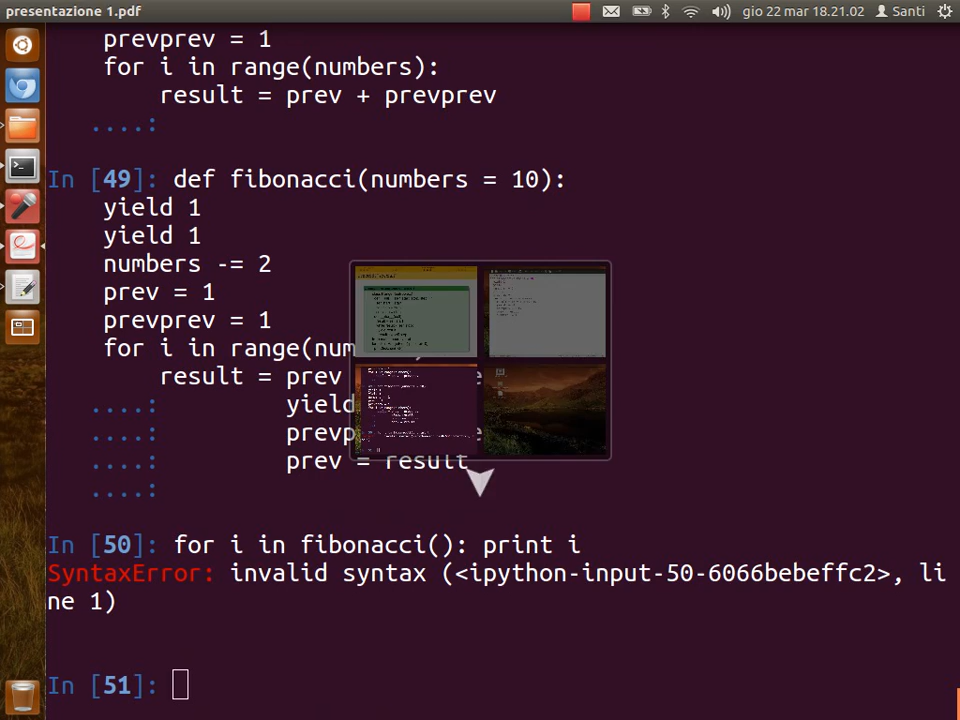 presentazione 1.pdf
gio 22 mar 18.21.02
Santi
prevprev = 1
for i in range(numbers):
result = prev + prevprev
....:
In [49]: def fibonacci(numbers = 10):
yield 1
yield 1
numbers -= 2
prev = 1
prevprev = 1
for i in range(num
result = prev
....: yield
....: prevp
....: prev = result
....:
In [50]: for i in fibonacci(): print i
SyntaxError: invalid syntax (<ipython-input-50-6066bebeffc2>, li
ne 1)
In [51]: